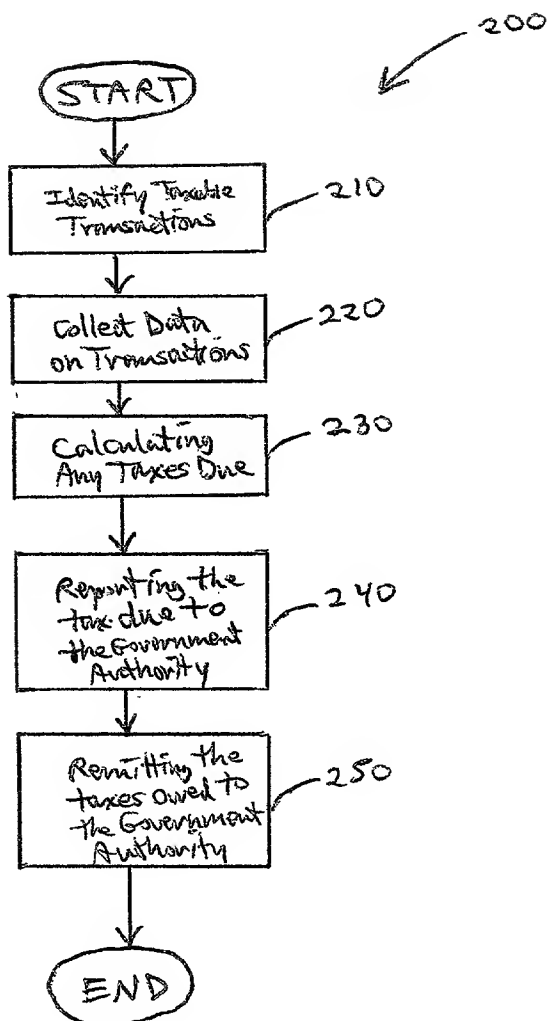 200
START
Identify Taxable
Transactions
210
Collect Data
on Transactions
220
Calculating
Any Taxes Due
230
Reporting the
tax due to
the Government
Authority
240
Remitting the
taxes owed to
the Government
Authority
250
END